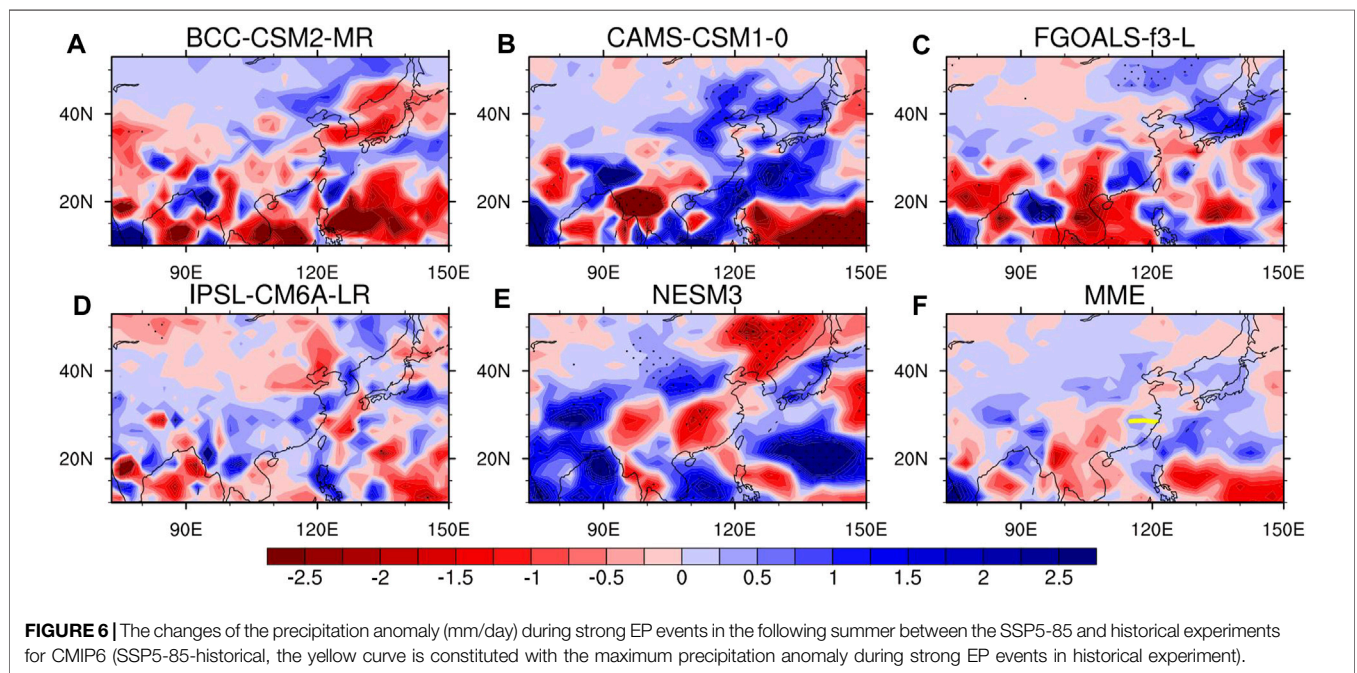 A BCC-CSM2-MR
B CAMS-CSM1-0
C FGOALS-f3-L
40N 40N 40N
20N 20N 20N
90E 120E 150E 90E 120E 150E 90E 120E 150E
D IPSL-CM6A-LR
E NESM3
F MME
40N 40N 40N
20N 20N 20N
90E 120E 150E 90E 120E 150E 90E 120E 150E
-2.5 -2 -1.5 -1 -0.5 0 0.5 1 1.5 2 2.5
FIGURE 6 | The changes of the precipitation anomaly (mm/day) during strong EP events in the following summer between the SSP5-85 and historical experiments
for CMIP6 (SSP5-85-historical, the yellow curve is constituted with the maximum precipitation anomaly during strong EP events in historical experiment).